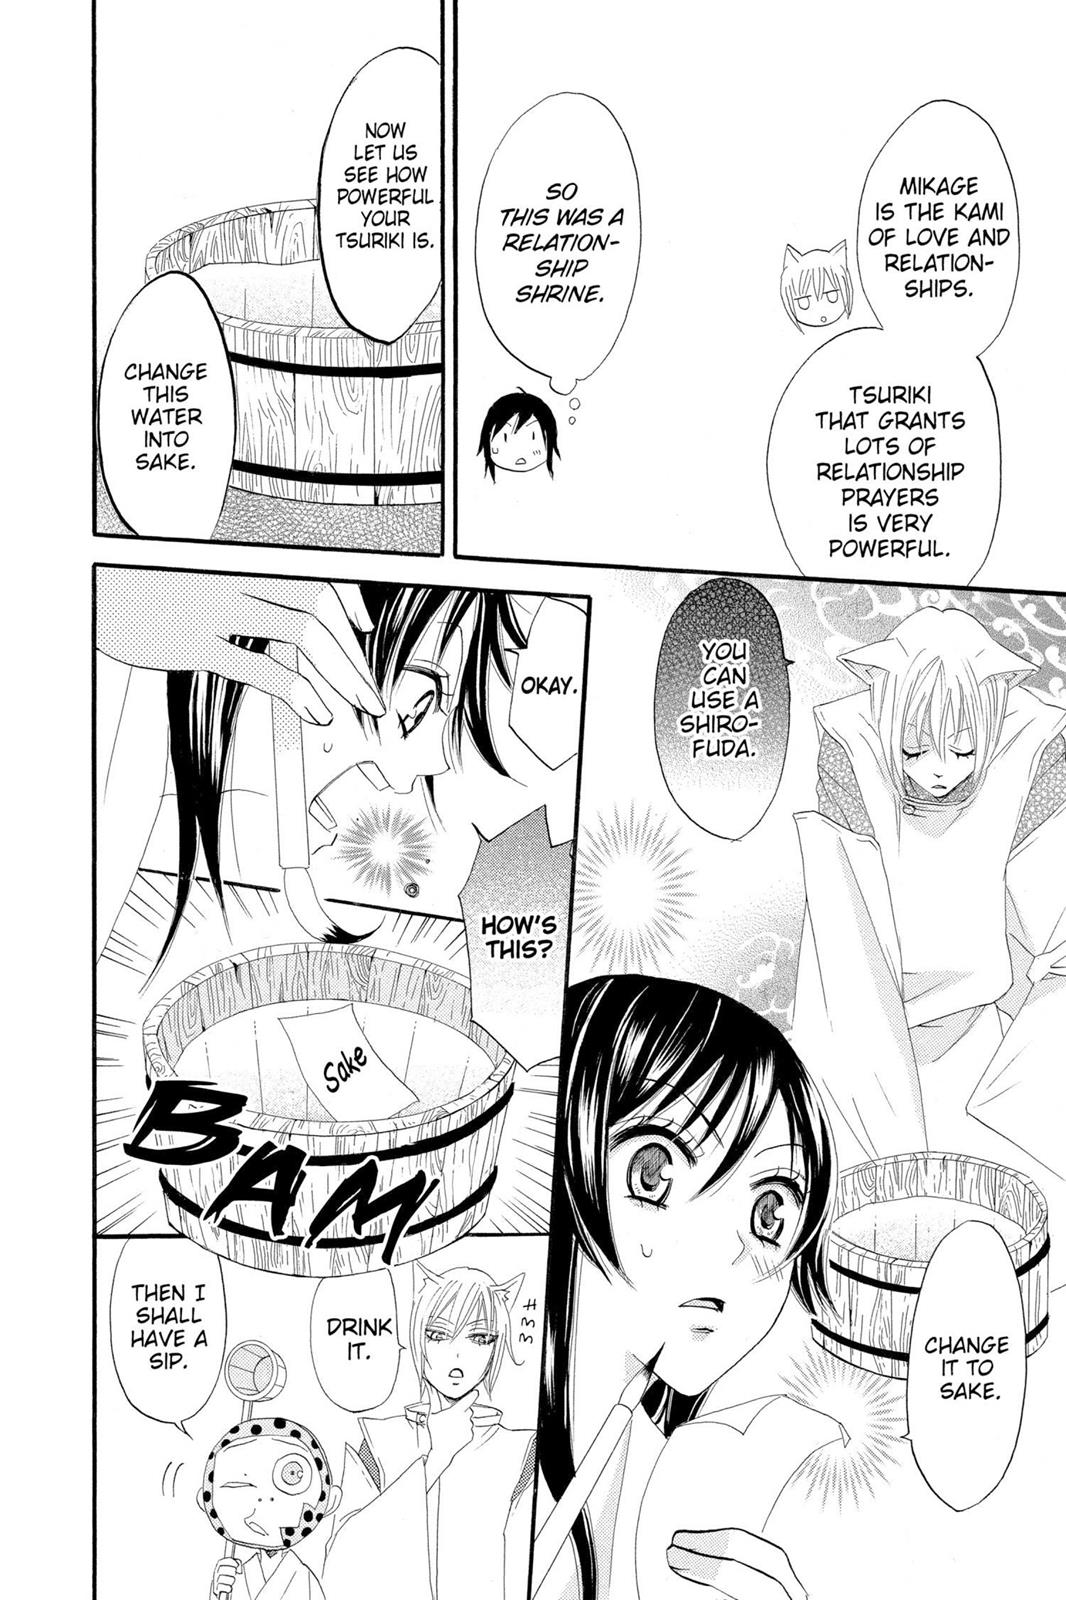 MIKAGE
IS THE KAMI
OF LOVE AND
RELATION-
SHIPS.
TSURIKI
THAT GRANTS
LOTS OF
RELATIONSHIP
PRAYERS
IS VERY
POWERFUL.
SO
THIS WAS A
RELATION-
SHIP
SHRINE.
NOW
LET US
SEE HOW
POWERFUL
YOUR
TSURIKI IS.
CHANGE
THIS
WATER
INTO
SAKE.
YOU
CAN
USE A
SHIRO-
FUDA.
CHANGE
IT TO
SAKE.
OKAY.
HOW'S
THIS?
Sake
BAM
DRINK
IT.
THEN I
SHALL
HAVE A
SIP.